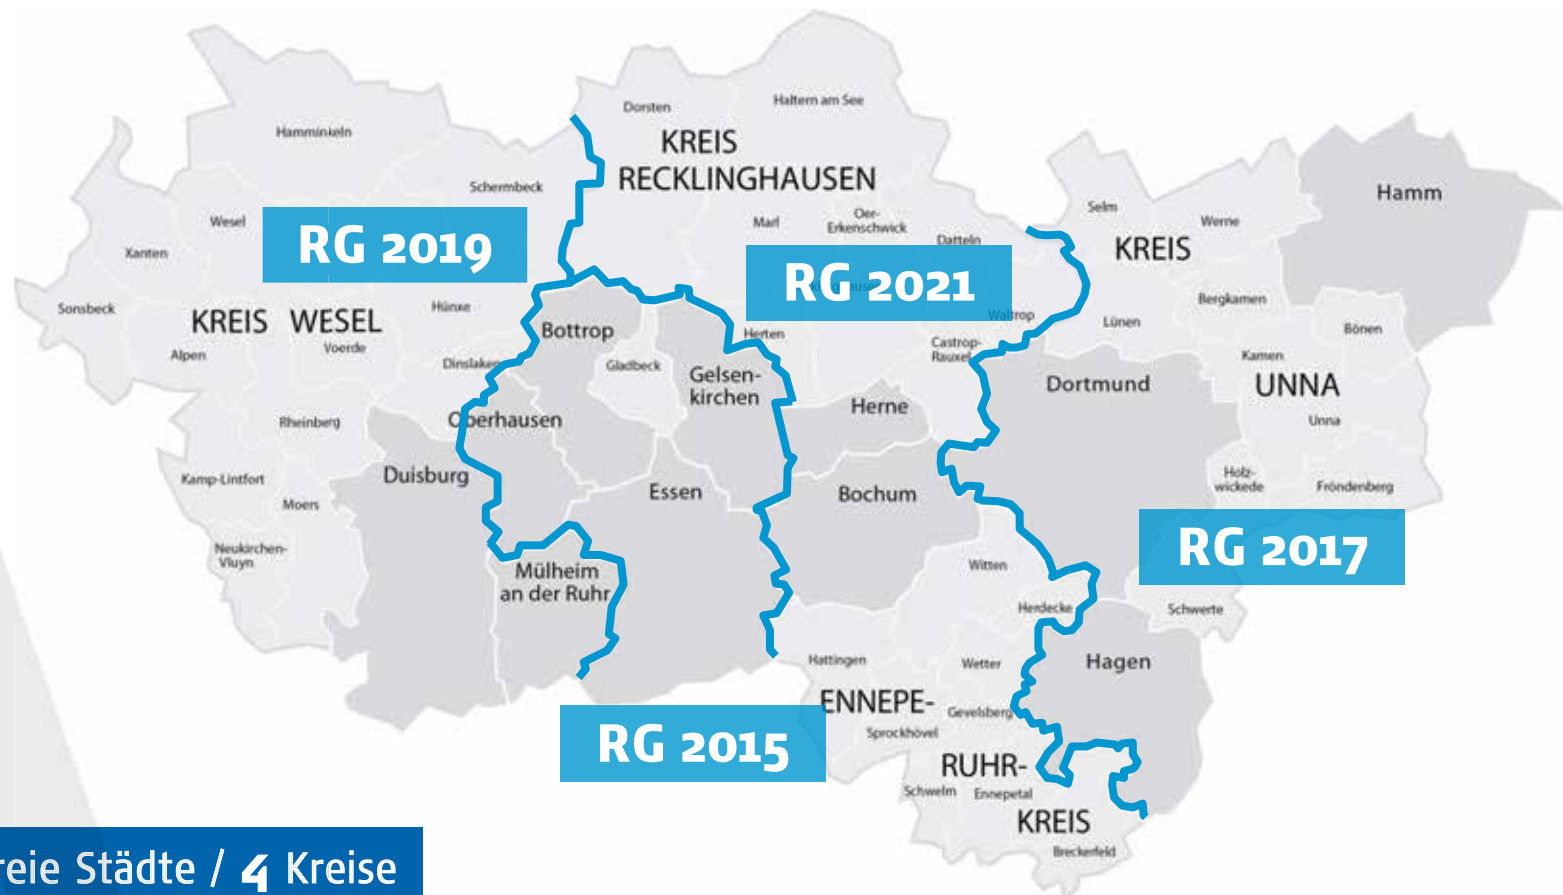 Dorsten
Haltern am See
Hamminkeln
KREIS
RECKLINGHAUSEN
Schermbeck
Hamm
Selm
Werne
Wesel
RG 2019
Marl
Oer-
Erkenschwick
Datteln
KREIS
Xanten
RG 2021
Sonsbeck
Hünxe
Waltrop
Bergkamen
KREIS WESEL
Voerde
Bottrop
Herten
Lünen
Bönen
Alpen
Dinslaken
Gladbeck
Castrop-
Rauxel
Kamen
Gelsen-
kirchen
Dortmund
UNNA
Rheinberg
Oberhausen
Herne
Unna
Kamp-Lintfort
Duisburg
Essen
Bochum
Holz-
wickede
Fröndenberg
Moers
Neukirchen-
Vluyn
RG 2017
Mülheim
an der Ruhr
Witten
Herdecke
Schwerte
Hattingen
Wetter
Hagen
ENNEPE-
Gevelsberg
RG 2015
Sprockhövel
RUHR-
Schwelm
Ennepetal
KREIS
Breckerfeld
reie Städte / 4 Kreise